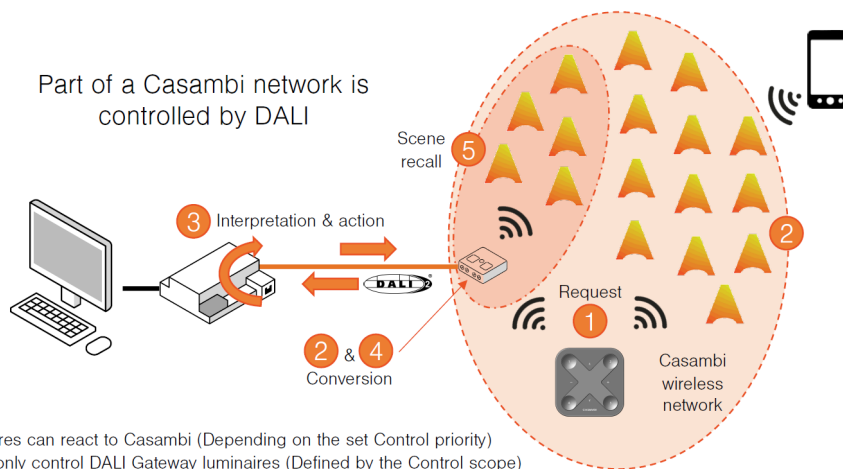 Part of a Casambi network is
controlled by DALI
Scene
recall
5
3 Interpretation & action
DALI 2
2
2 & 4
Conversion
Request
1
Casambi
wireless
network
res can react to Casambi (Depending on the set Control priority)
only control DALI Gateway luminaires (Defined by the Control scope)